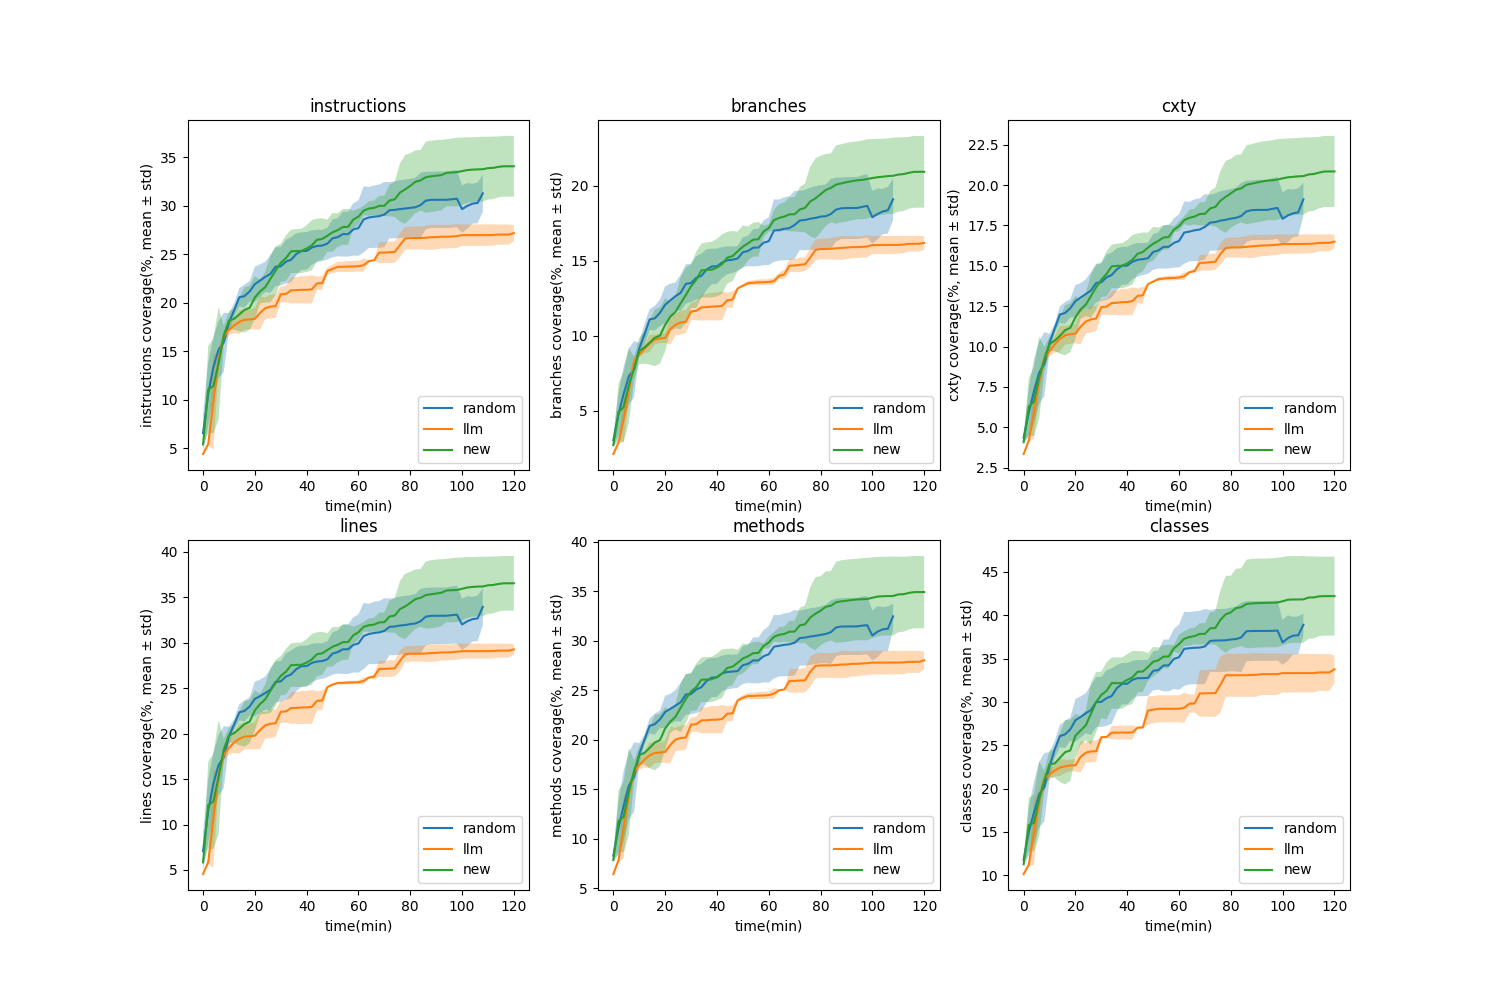 instructions
instructions coverage(%, mean ± std)
35
30
25
20
15
10
5
random
llm
new
0 20 40 60 80 100 120
time(min)
branches
branches coverage(%, mean ± std)
20
15
10
5
random
llm
new
0 20 40 60 80 100 120
time(min)
cxty
cxty coverage(%, mean ± std)
22.5
20.0
17.5
15.0
12.5
10.0
7.5
5.0
2.5
random
llm
new
0 20 40 60 80 100 120
time(min)
lines
lines coverage(%, mean ± std)
40
35
30
25
20
15
10
5
random
llm
new
0 20 40 60 80 100 120
time(min)
methods
methods coverage(%, mean ± std)
40
35
30
25
20
15
10
5
random
llm
new
0 20 40 60 80 100 120
time(min)
classes
classes coverage(%, mean ± std)
45
40
35
30
25
20
15
10
random
llm
new
0 20 40 60 80 100 120
time(min)